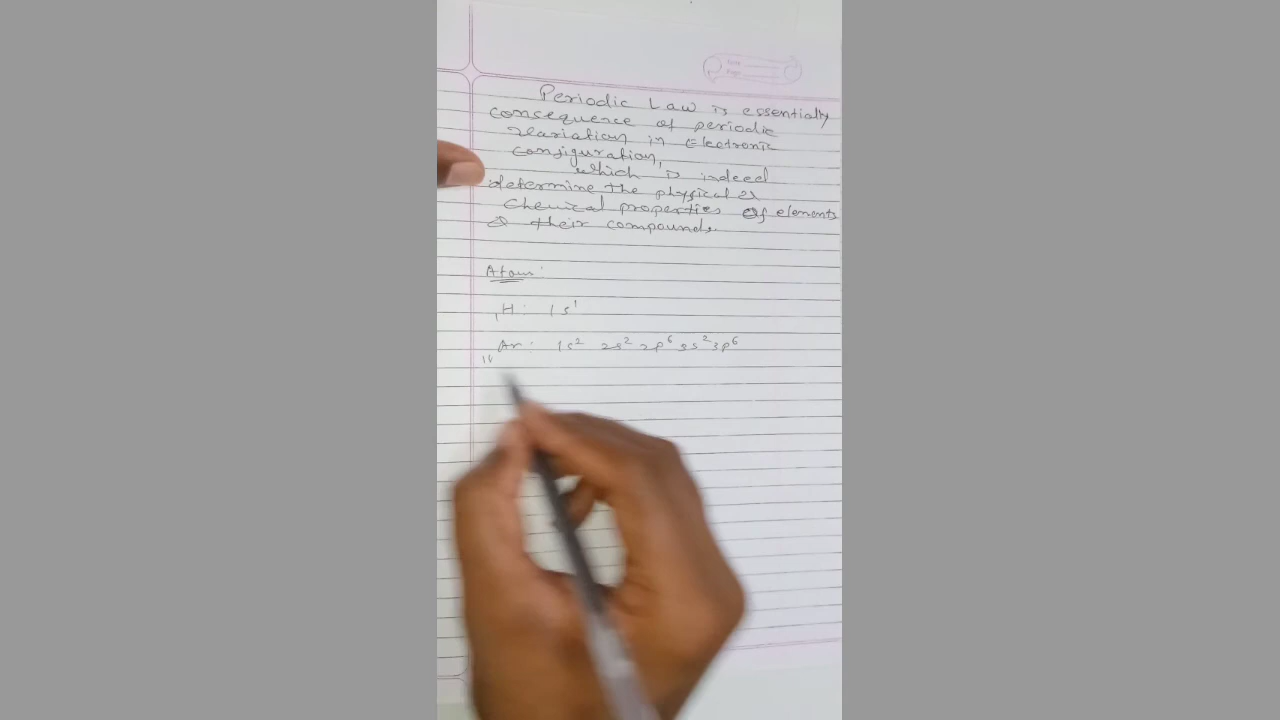 Periodic Law is essentially
consequence of periodic
variation in Electronic
configuration,
which is indeed
determine the physical &
Chemical properties of elements
& their compounds.
Atom:
1H: 1s¹
Ar: 1s² 2s² 2p⁶ 3s² 3p⁶